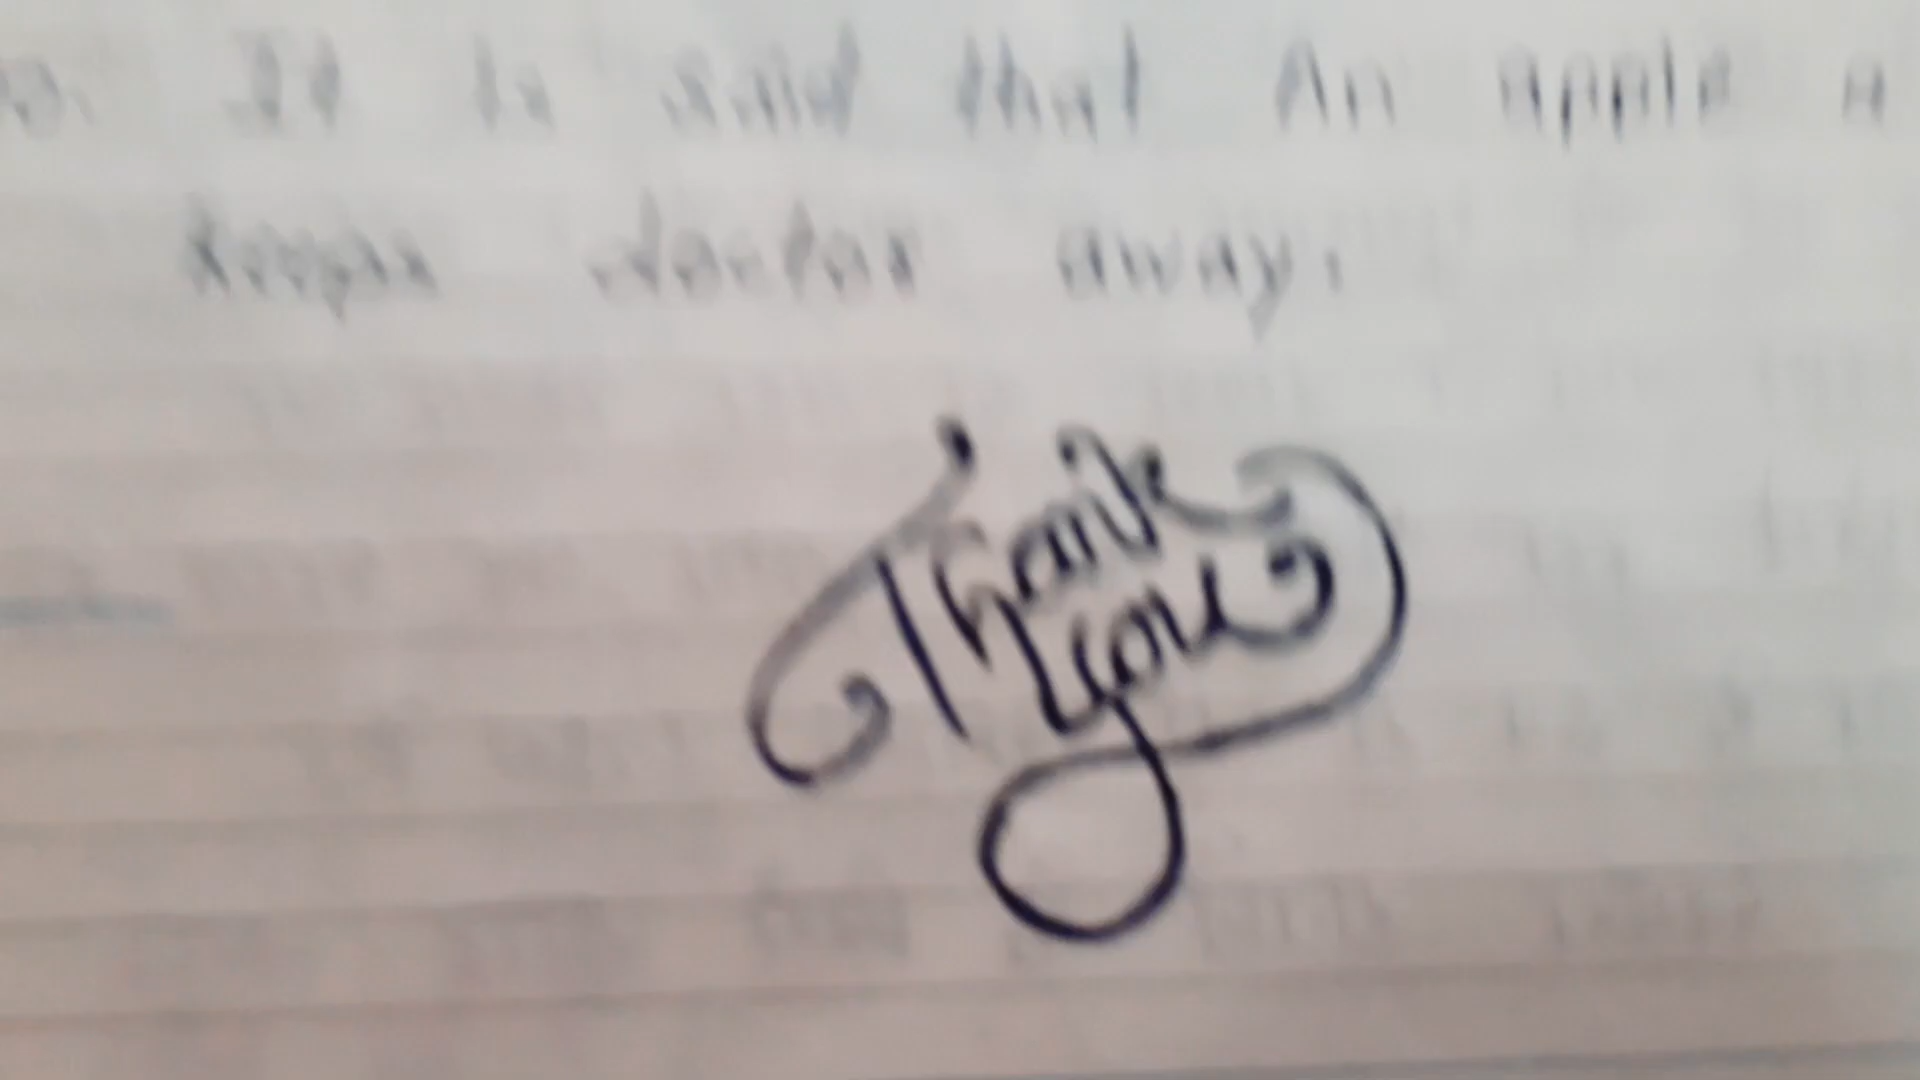 It is said that An apple a
keeps doctor away.
Thank
you